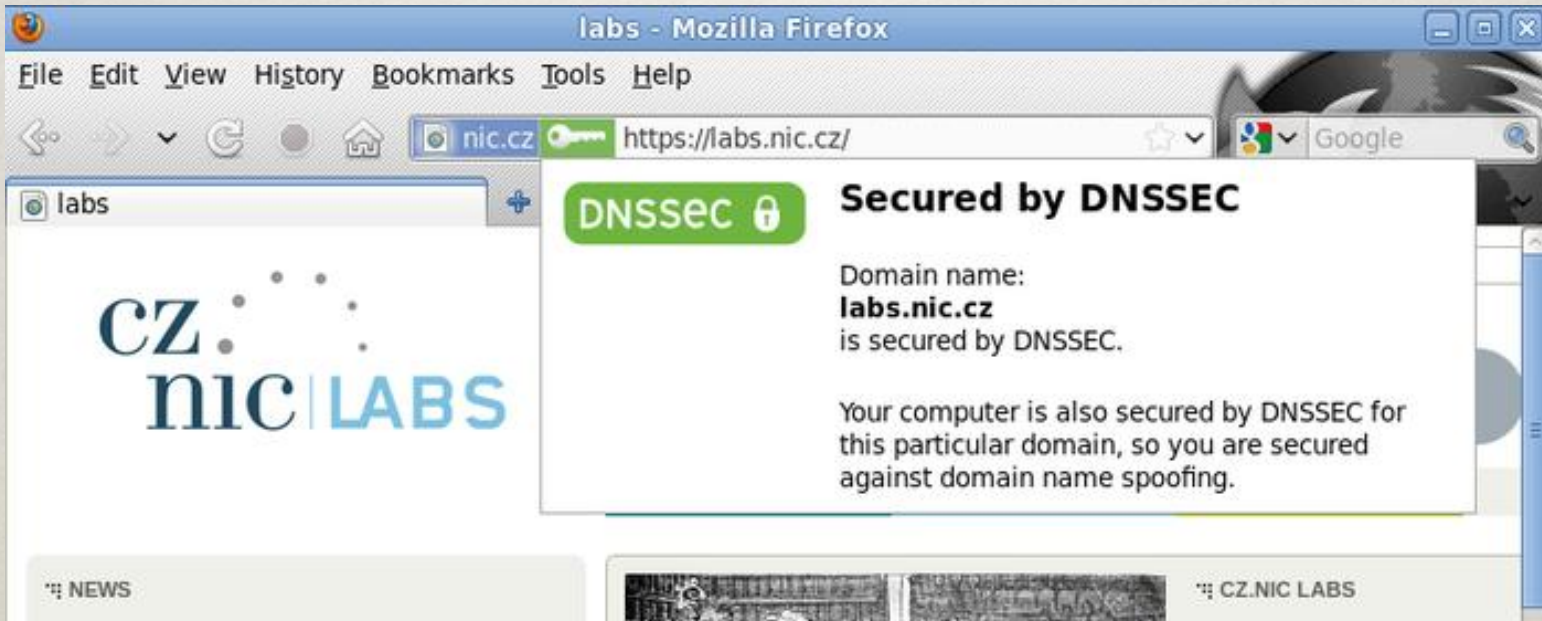 labs - Mozilla Firefox
File Edit View History Bookmarks Tools Help
nic.cz https://labs.nic.cz/ Google
labs
DNSSEC
Secured by DNSSEC
Domain name:
labs.nic.cz
is secured by DNSSEC.
Your computer is also secured by DNSSEC for
this particular domain, so you are secured
against domain name spoofing.
CZ.
nic LABS
NEWS
CZ.NIC LABS